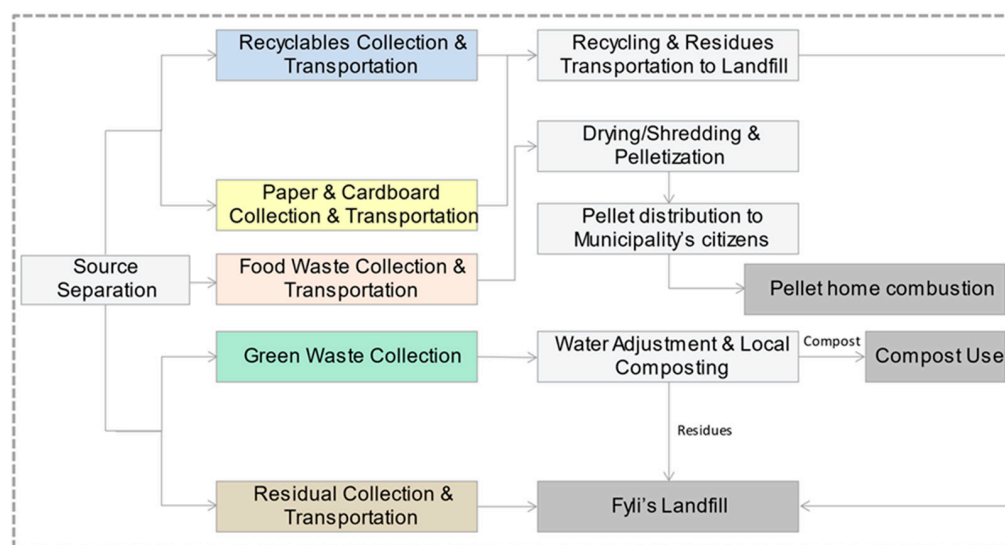 Recyclables Collection &
Transportation
Recycling & Residues
Transportation to Landfill
Drying/Shredding &
Pelletization
Paper & Cardboard
Collection & Transportation
Pellet distribution to
Municipality's citizens
Source
Separation
Food Waste Collection &
Transportation
Pellet home combustion
Green Waste Collection
Water Adjustment & Local
Composting
Compost
Compost Use
Residues
Residual Collection &
Transportation
Fyli's Landfill